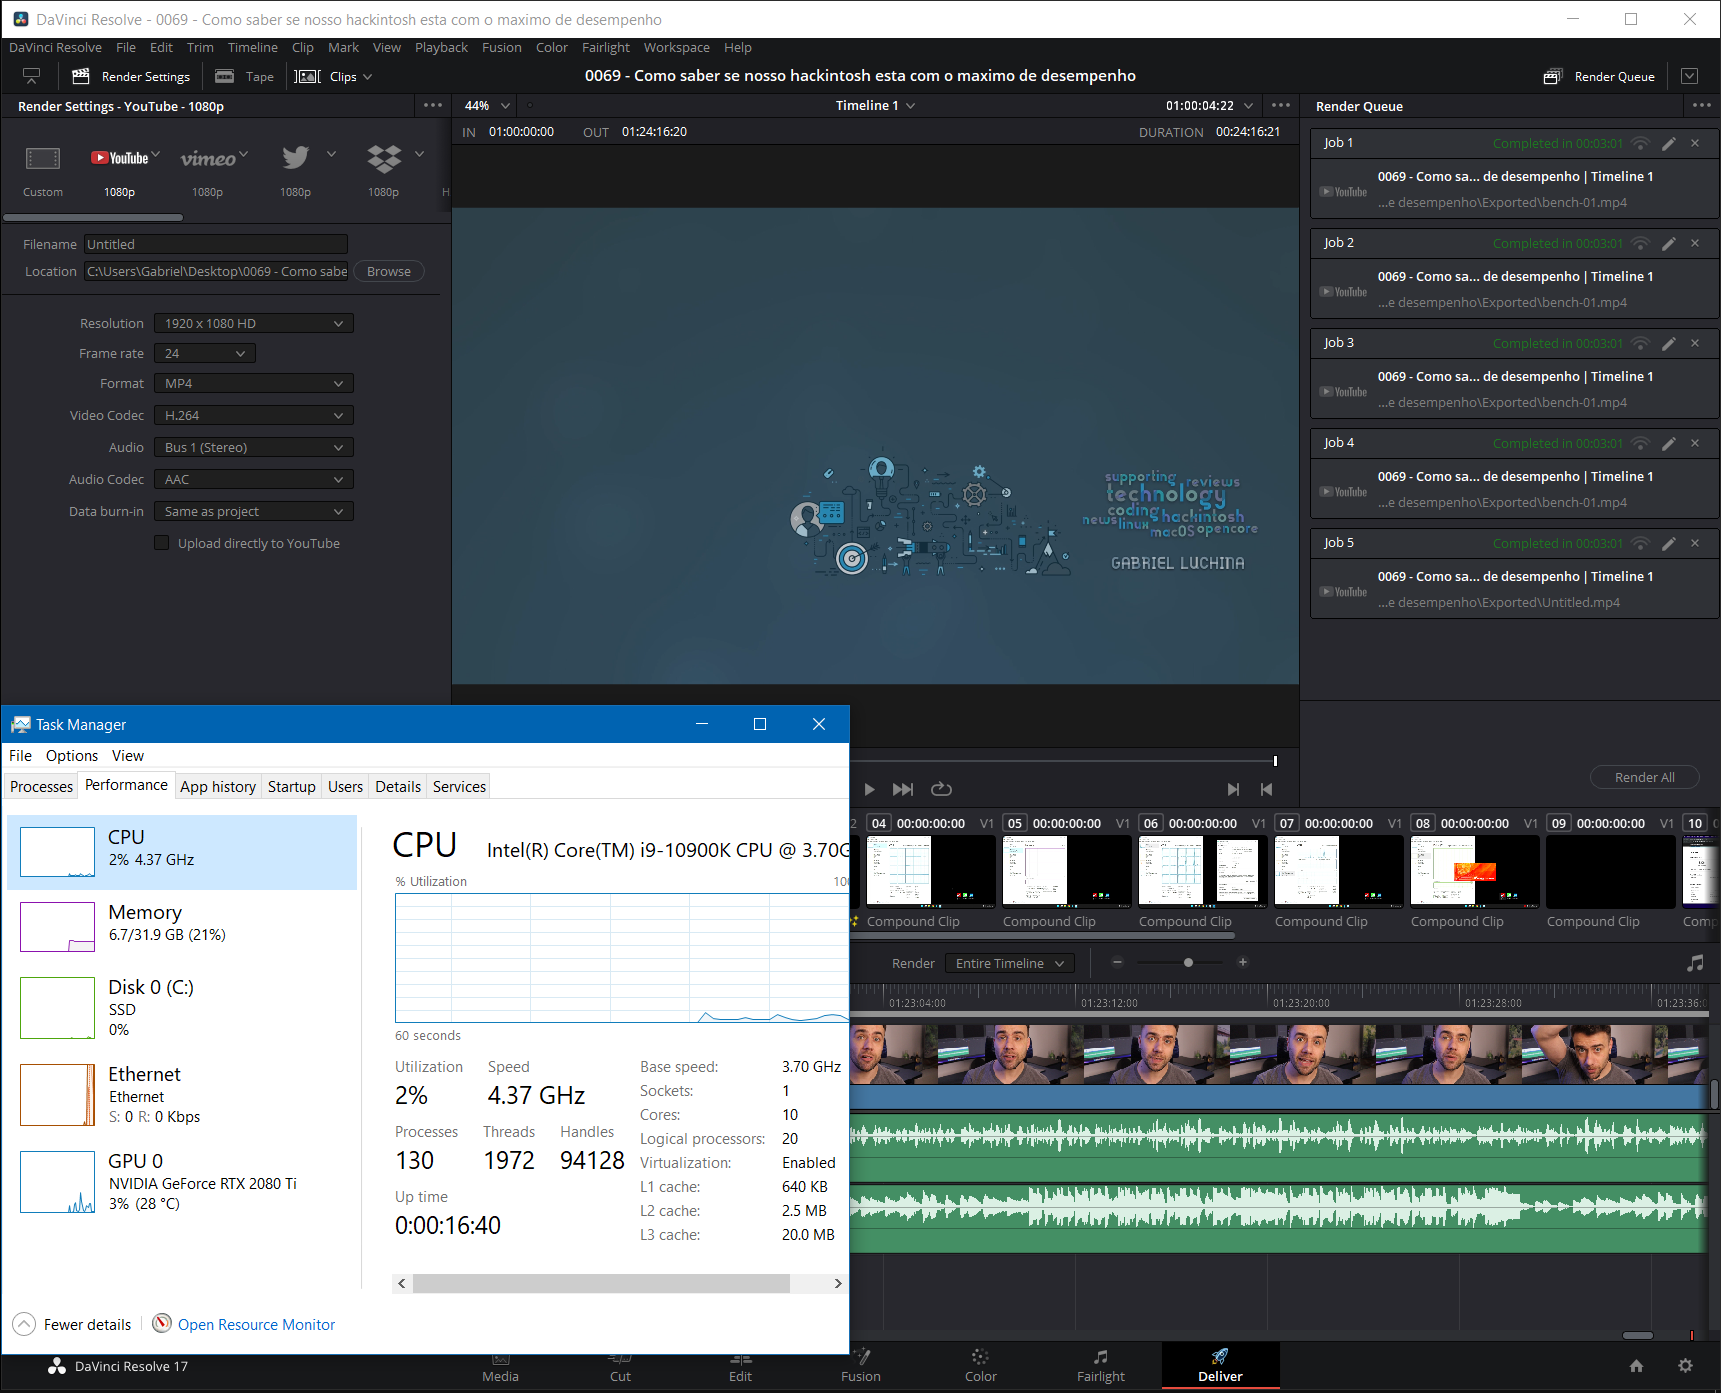 DaVinci Resolve - 0069 - Como saber se nosso hackintosh esta com o maximo de desempenho
DaVinci Resolve File Edit Trim Timeline Clip Mark View Playback Fusion Color Fairlight Workspace Help
Render Settings Tape Clips 0069 - Como saber se nosso hackintosh esta com o maximo de desempenho Render Queue
Render Settings - YouTube - 1080p
44% Timeline 1 01:00:04:22
Render Queue
IN 01:00:00:00 OUT 01:24:16:20 DURATION 00:24:16:21
YouTube vimeo
Custom 1080p 1080p 1080p 1080p H
Filename Untitled
Location C:\Users\Gabriel\Desktop\0069 - Como sabe Browse
Resolution 1920 x 1080 HD
Frame rate 24
Format MP4
Video Codec H.264
Audio Bus 1 (Stereo)
Audio Codec AAC
Data burn-in Same as project
Upload directly to YouTube
supporting reviews
technology
coding hackintosh
news linux macOS opencore
GABRIEL LUCHINA
Job 1 Completed in 00:03:01
0069 - Como sa... de desempenho | Timeline 1
YouTube
...e desempenho\Exported\bench-01.mp4
Job 2 Completed in 00:03:01
0069 - Como sa... de desempenho | Timeline 1
YouTube
...e desempenho\Exported\bench-01.mp4
Job 3 Completed in 00:03:01
0069 - Como sa... de desempenho | Timeline 1
YouTube
...e desempenho\Exported\bench-01.mp4
Job 4 Completed in 00:03:01
0069 - Como sa... de desempenho | Timeline 1
YouTube
...e desempenho\Exported\bench-01.mp4
Job 5 Completed in 00:03:01
0069 - Como sa... de desempenho | Timeline 1
YouTube
...e desempenho\Exported\Untitled.mp4
Render All
Task Manager
File Options View
Processes Performance App history Startup Users Details Services
CPU
2% 4.37 GHz
Memory
6.7/31.9 GB (21%)
Disk 0 (C:)
SSD
0%
Ethernet
Ethernet
S: 0 R: 0 Kbps
GPU 0
NVIDIA GeForce RTX 2080 Ti
3% (28 °C)
CPU Intel(R) Core(TM) i9-10900K CPU @ 3.70G
% Utilization 100
60 seconds
Utilization Speed
2% 4.37 GHz
Processes Threads Handles
130 1972 94128
Up time
0:00:16:40
Base speed: 3.70 GHz
Sockets: 1
Cores: 10
Logical processors: 20
Virtualization: Enabled
L1 cache: 640 KB
L2 cache: 2.5 MB
L3 cache: 20.0 MB
Fewer details Open Resource Monitor
2 04 00:00:00:00 V1 05 00:00:00:00 V1 06 00:00:00:00 V1 07 00:00:00:00 V1 08 00:00:00:00 V1 09 00:00:00:00 V1 10 0
Compound Clip Compound Clip Compound Clip Compound Clip Compound Clip Compound Clip Comp
Render Entire Timeline
01:23:04:00 01:23:12:00 01:23:20:00 01:23:28:00 01:23:36:0
DaVinci Resolve 17
Media Cut Edit Fusion Color Fairlight Deliver